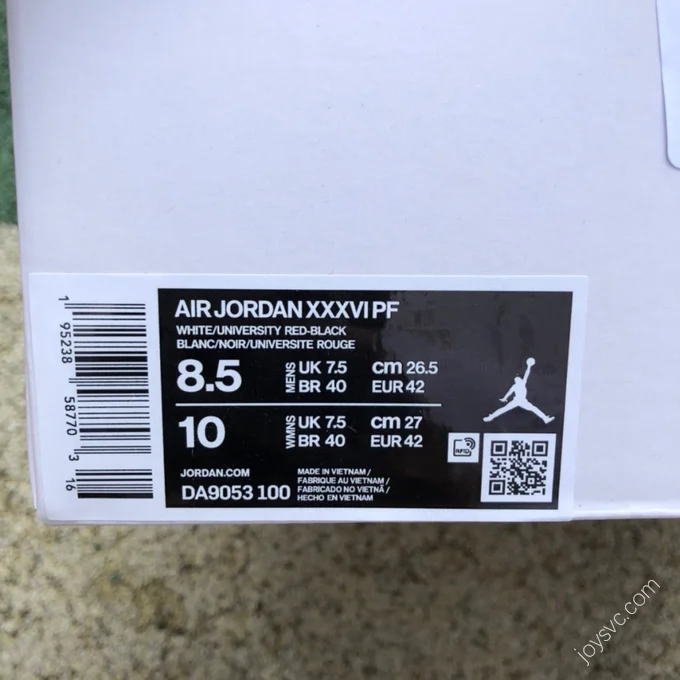 AIR JORDAN XXXVI PF
WHITE/UNIVERSITY RED-BLACK
BLANC/NOIR/UNIVERSITE ROUGE
8.5 MENS UK 7.5 cm 26.5
BR 40 EUR 42
10 WMNS UK 7.5 cm 27
BR 40 EUR 42
RFID
JORDAN.COM
DA9053 100
MADE IN VIETNAM /
FABRIQUE AU VIETNAM /
FABRICADO NO VIETNÃ /
HECHO EN VIETNAM
1 95238 58770 3 16
joysvc.com